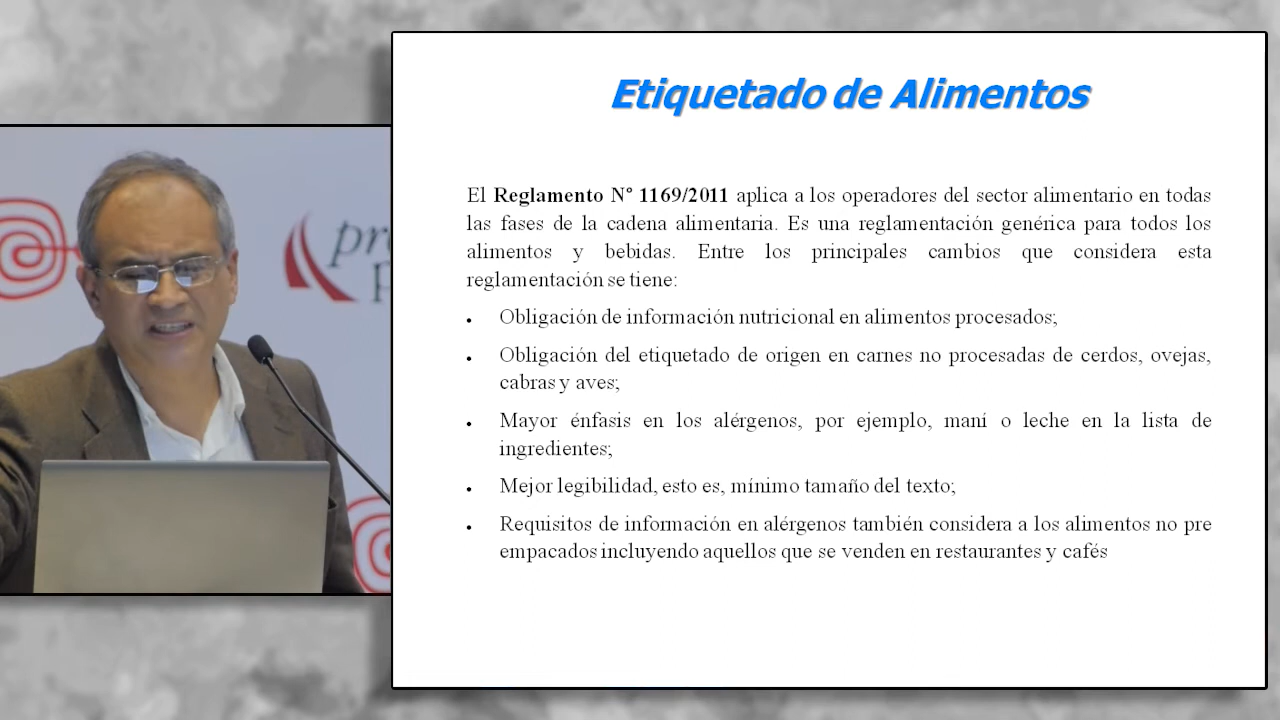 Etiquetado de Alimentos
El Reglamento Nº 1169/2011 aplica a los operadores del sector alimentario en todas
las fases de la cadena alimentaria. Es una reglamentación genérica para todos los
alimentos y bebidas. Entre los principales cambios que considera esta
reglamentación se tiene:
• Obligación de información nutricional en alimentos procesados;
• Obligación del etiquetado de origen en carnes no procesadas de cerdos, ovejas,
cabras y aves;
• Mayor énfasis en los alérgenos, por ejemplo, maní o leche en la lista de
ingredientes;
• Mejor legibilidad, esto es, mínimo tamaño del texto;
• Requisitos de información en alérgenos también considera a los alimentos no pre
empacados incluyendo aquellos que se venden en restaurantes y cafés